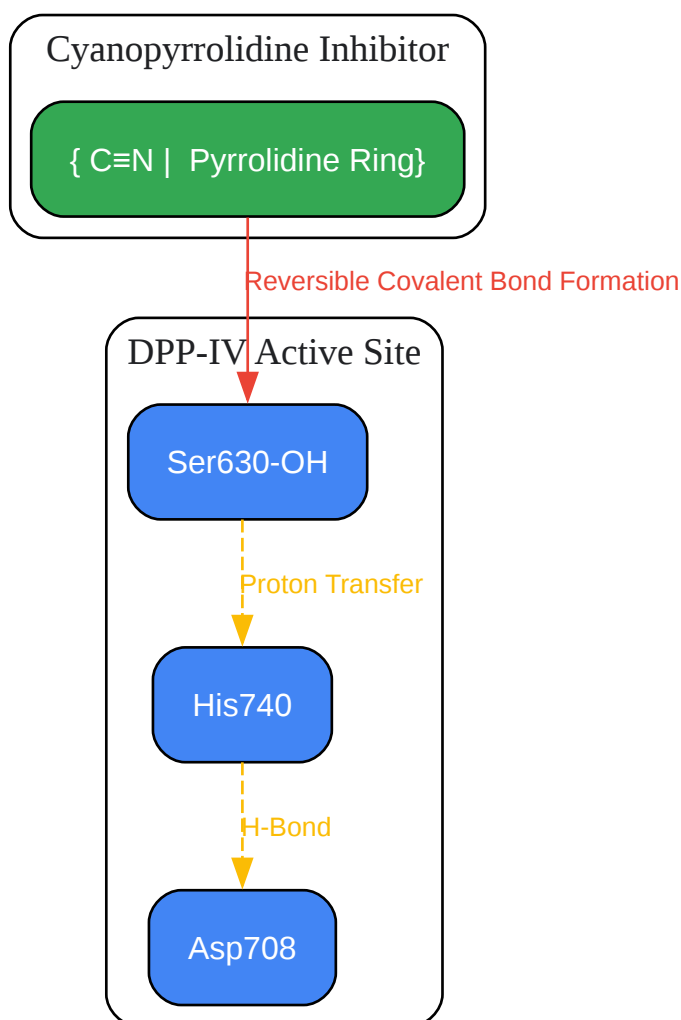 Cyanopyrrolidine Inhibitor
{ C≡N |  Pyrrolidine Ring}
Reversible Covalent Bond Formation
DPP-IV Active Site
Ser630-OH
Proton Transfer
His740
H-Bond
Asp708